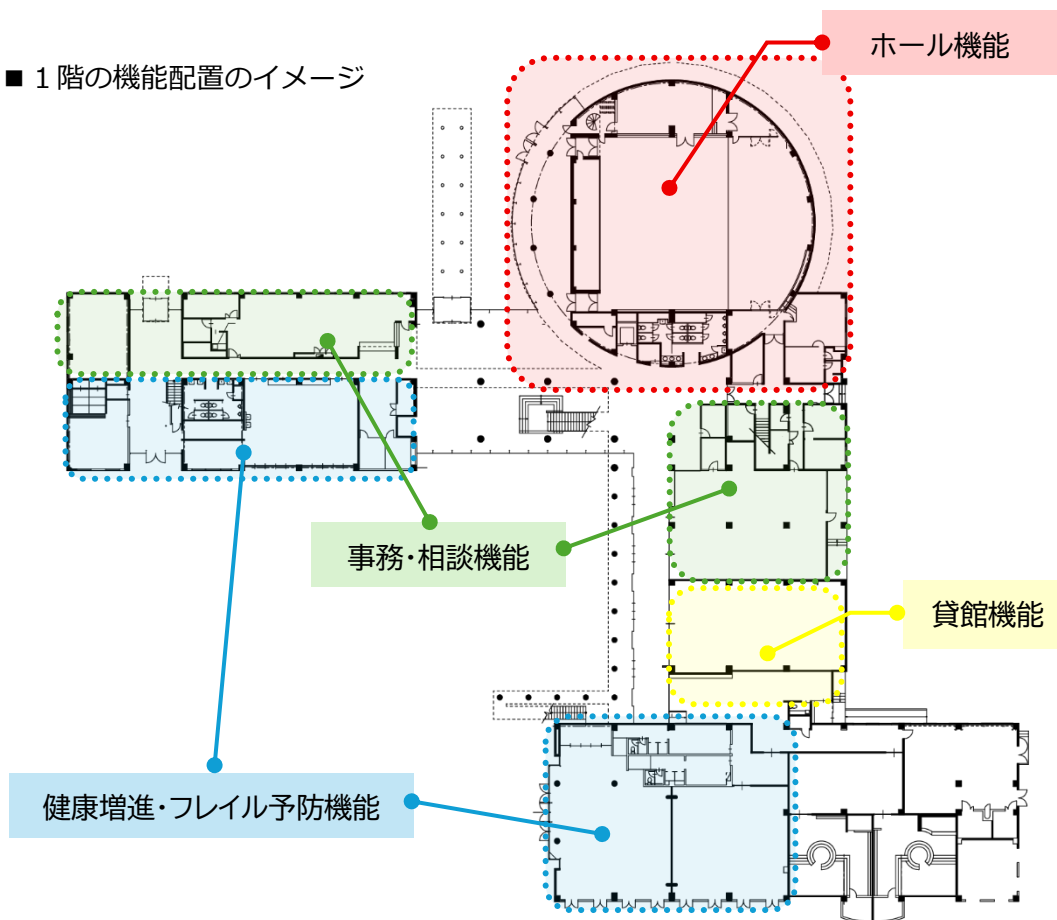 ■ 1階の機能配置のイメージ
ホール機能
事務・相談機能
貸館機能
健康増進・フレイル予防機能